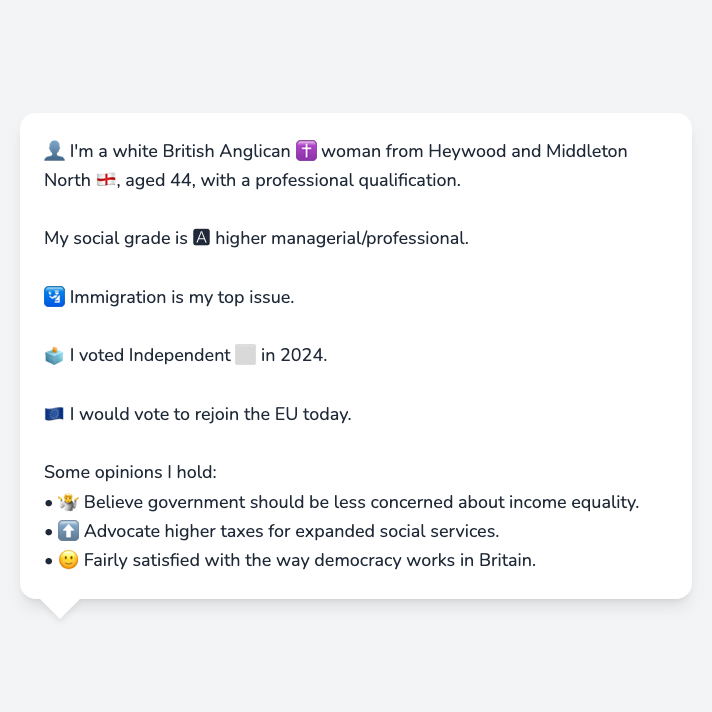 👤 I'm a white British Anglican ✝️ woman from Heywood and Middleton
North 🏴󠁧󠁢󠁥󠁮󠁧󠁿, aged 44, with a professional qualification.
My social grade is 🅰 higher managerial/professional.
🛂 Immigration is my top issue.
🗳️ I voted Independent ⬜ in 2024.
🇪🇺 I would vote to rejoin the EU today.
Some opinions I hold:
• 🤷‍♀️ Believe government should be less concerned about income equality.
• ⬆️ Advocate higher taxes for expanded social services.
• 🙂 Fairly satisfied with the way democracy works in Britain.